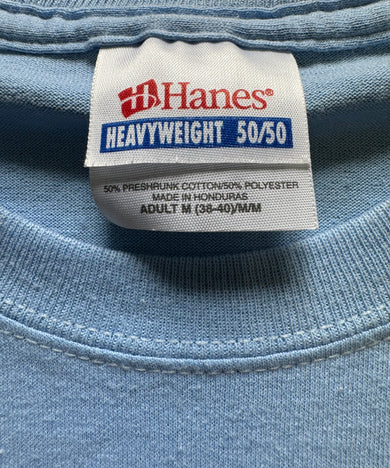 Hanes®
HEAVYWEIGHT 50/50
50% PRESHRUNK COTTON/50% POLYESTER
MADE IN HONDURAS
ADULT M (38-40)/M/M